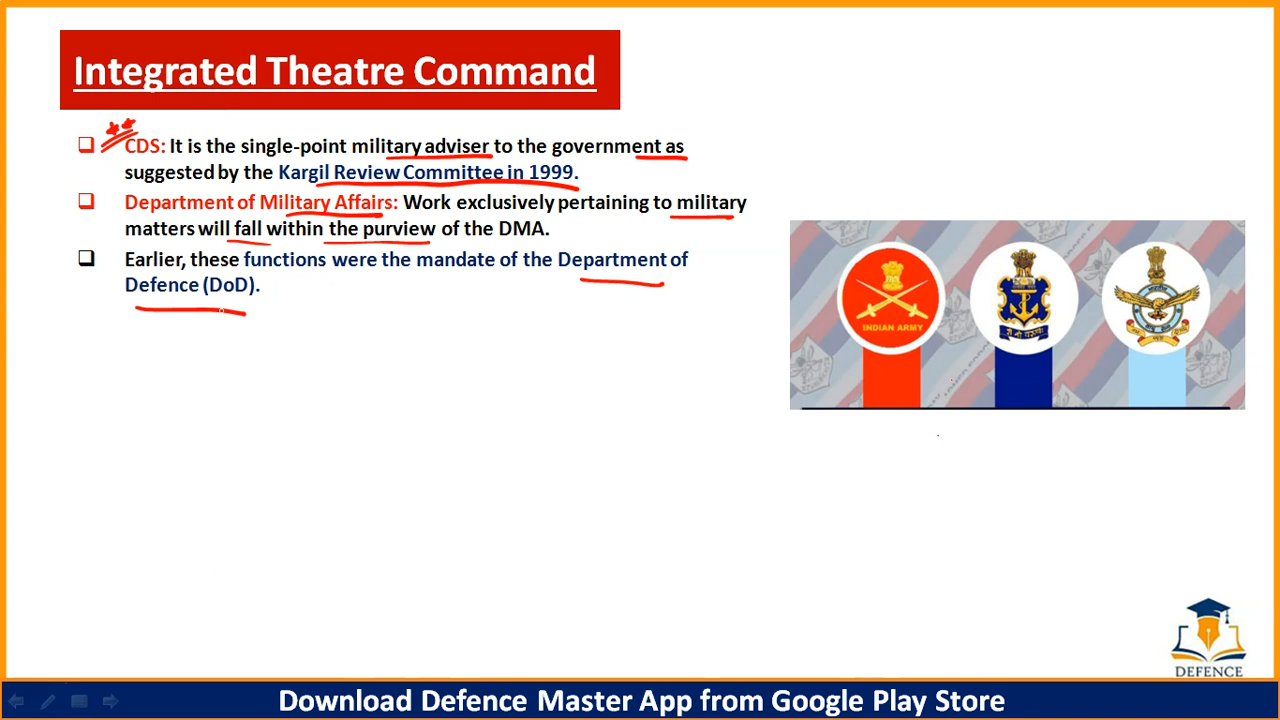 Integrated Theatre Command
CDS: It is the single-point military adviser to the government as
suggested by the Kargil Review Committee in 1999.
Department of Military Affairs: Work exclusively pertaining to military
matters will fall within the purview of the DMA.
Earlier, these functions were the mandate of the Department of
Defence (DoD).
INDIAN ARMY
DEFENCE
Download Defence Master App from Google Play Store